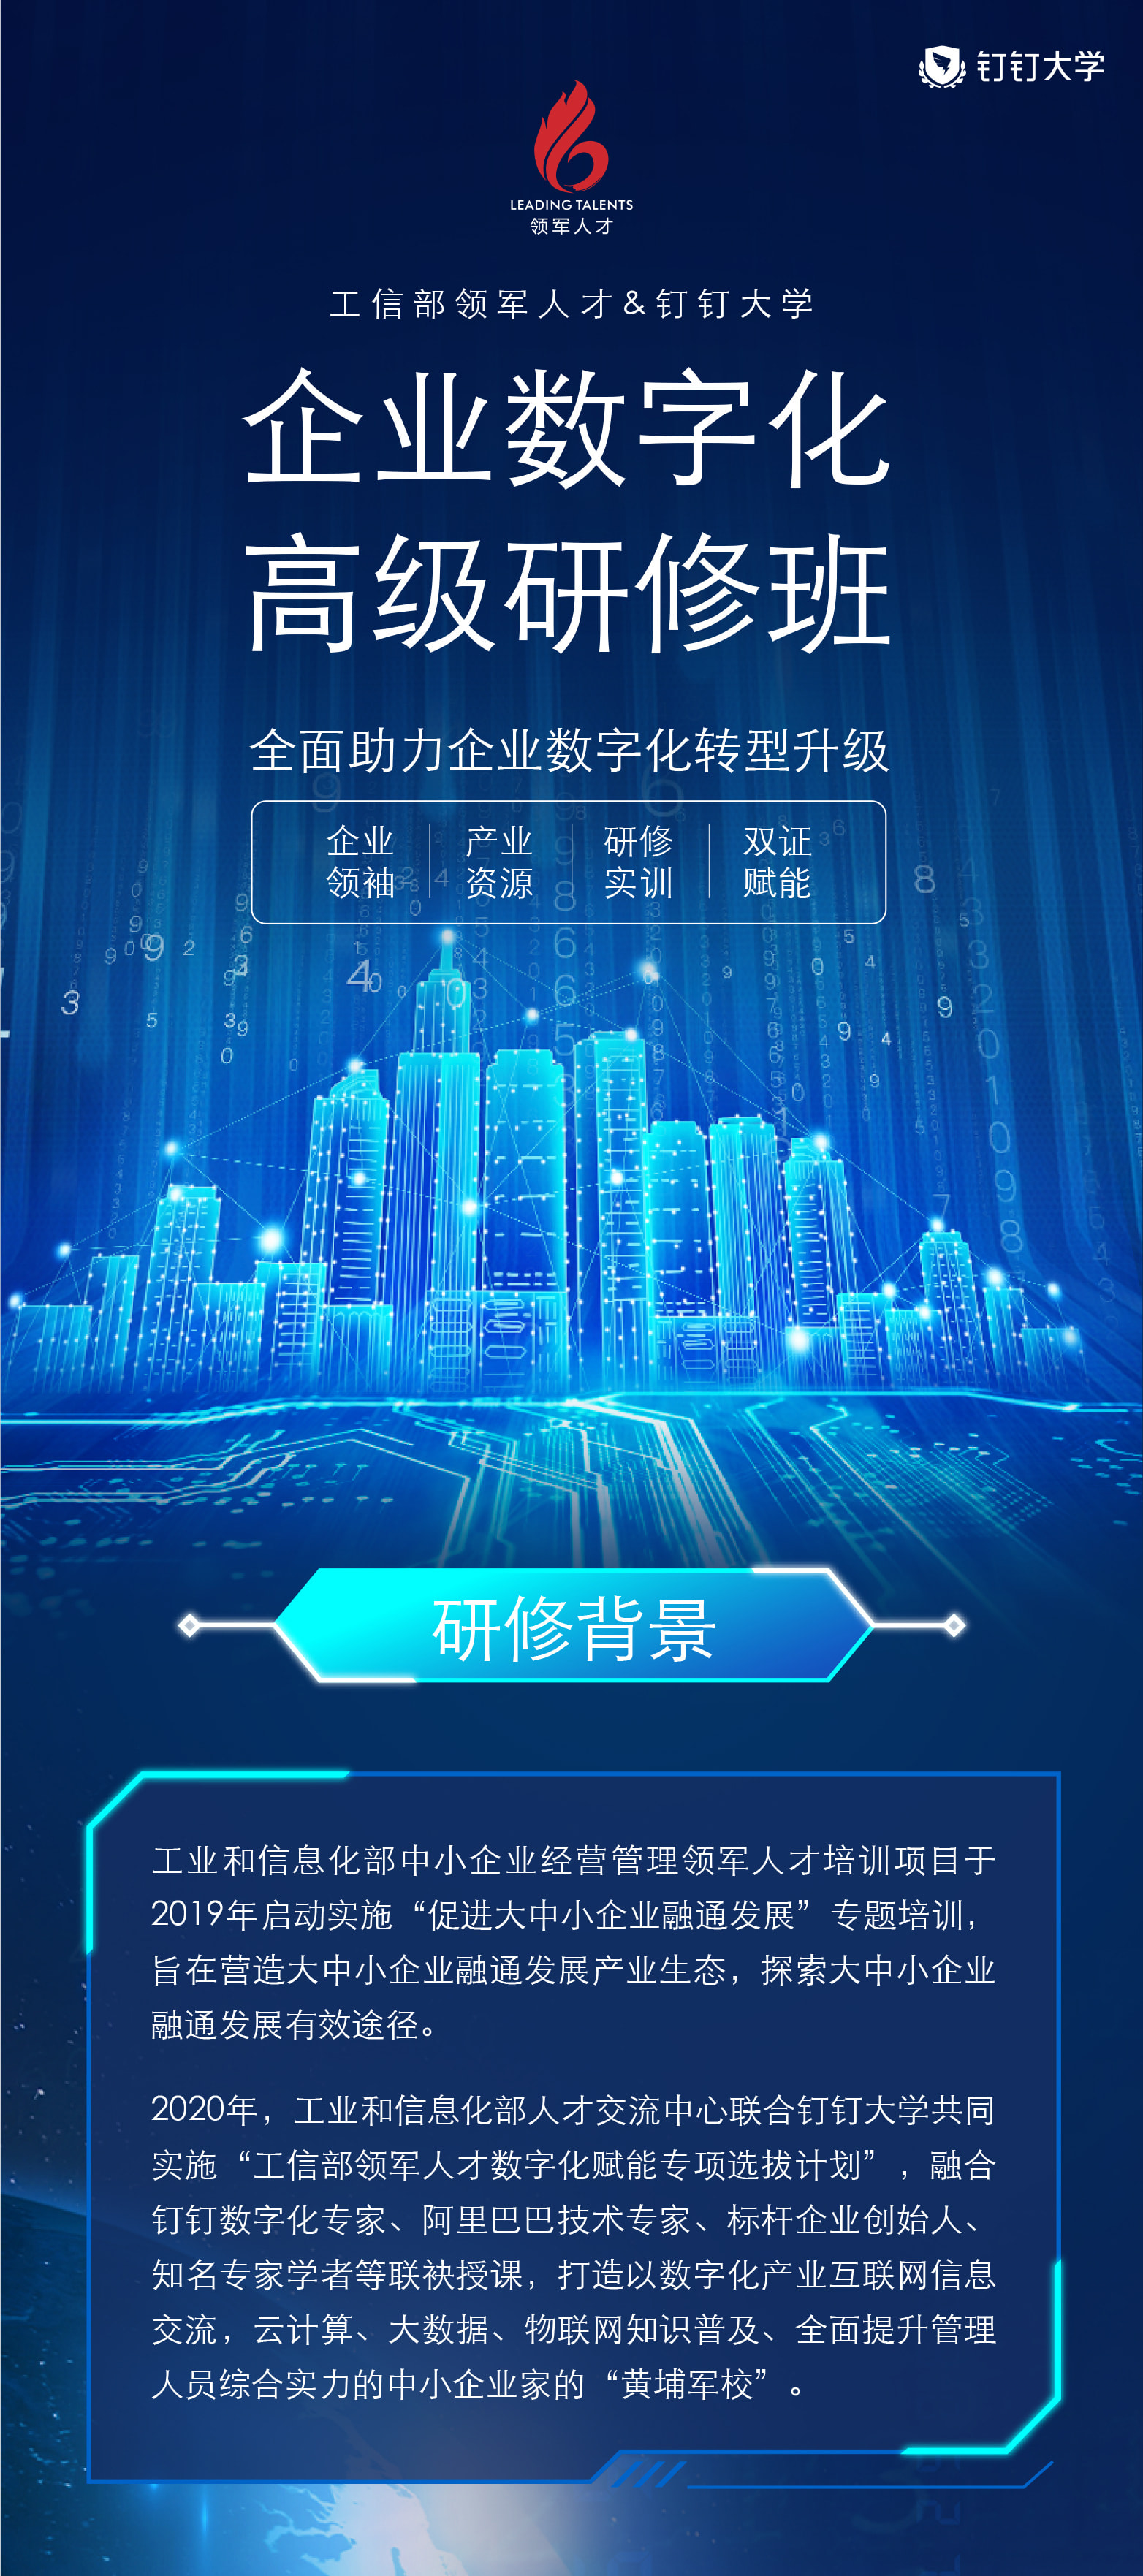 钉钉大学
LEADING TALENTS
领军人才
工信部领军人才&钉钉大学
企业数字化
高级研修班
全面助力企业数字化转型升级
企业 产业 研修 双证
领袖 资源 实训 赋能
研修背景
工业和信息化部中小企业经营管理领军人才培训项目于
2019年启动实施“促进大中小企业融通发展”专题培训，
旨在营造大中小企业融通发展产业生态，探索大中小企业
融通发展有效途径。
2020年，工业和信息化部人才交流中心联合钉钉大学共同
实施“工信部领军人才数字化赋能专项选拔计划”，融合
钉钉数字化专家、阿里巴巴技术专家、标杆企业创始人、
知名专家学者等联袂授课，打造以数字化产业互联网信息
交流，云计算、大数据、物联网知识普及、全面提升管理
人员综合实力的中小企业家的“黄埔军校”。